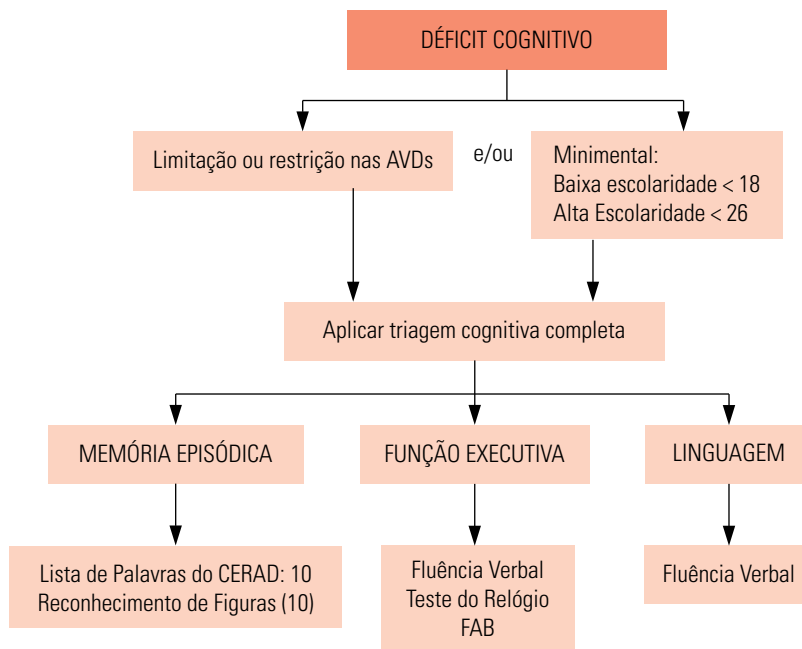 DÉFICIT COGNITIVO
Limitação ou restrição nas AVDs
e/ou
Minimental:
Baixa escolaridade < 18
Alta Escolaridade < 26
Aplicar triagem cognitiva completa
MEMÓRIA EPISÓDICA
FUNÇÃO EXECUTIVA
LINGUAGEM
Lista de Palavras do CERAD: 10
Reconhecimento de Figuras (10)
Fluência Verbal
Teste do Relógio
FAB
Fluência Verbal